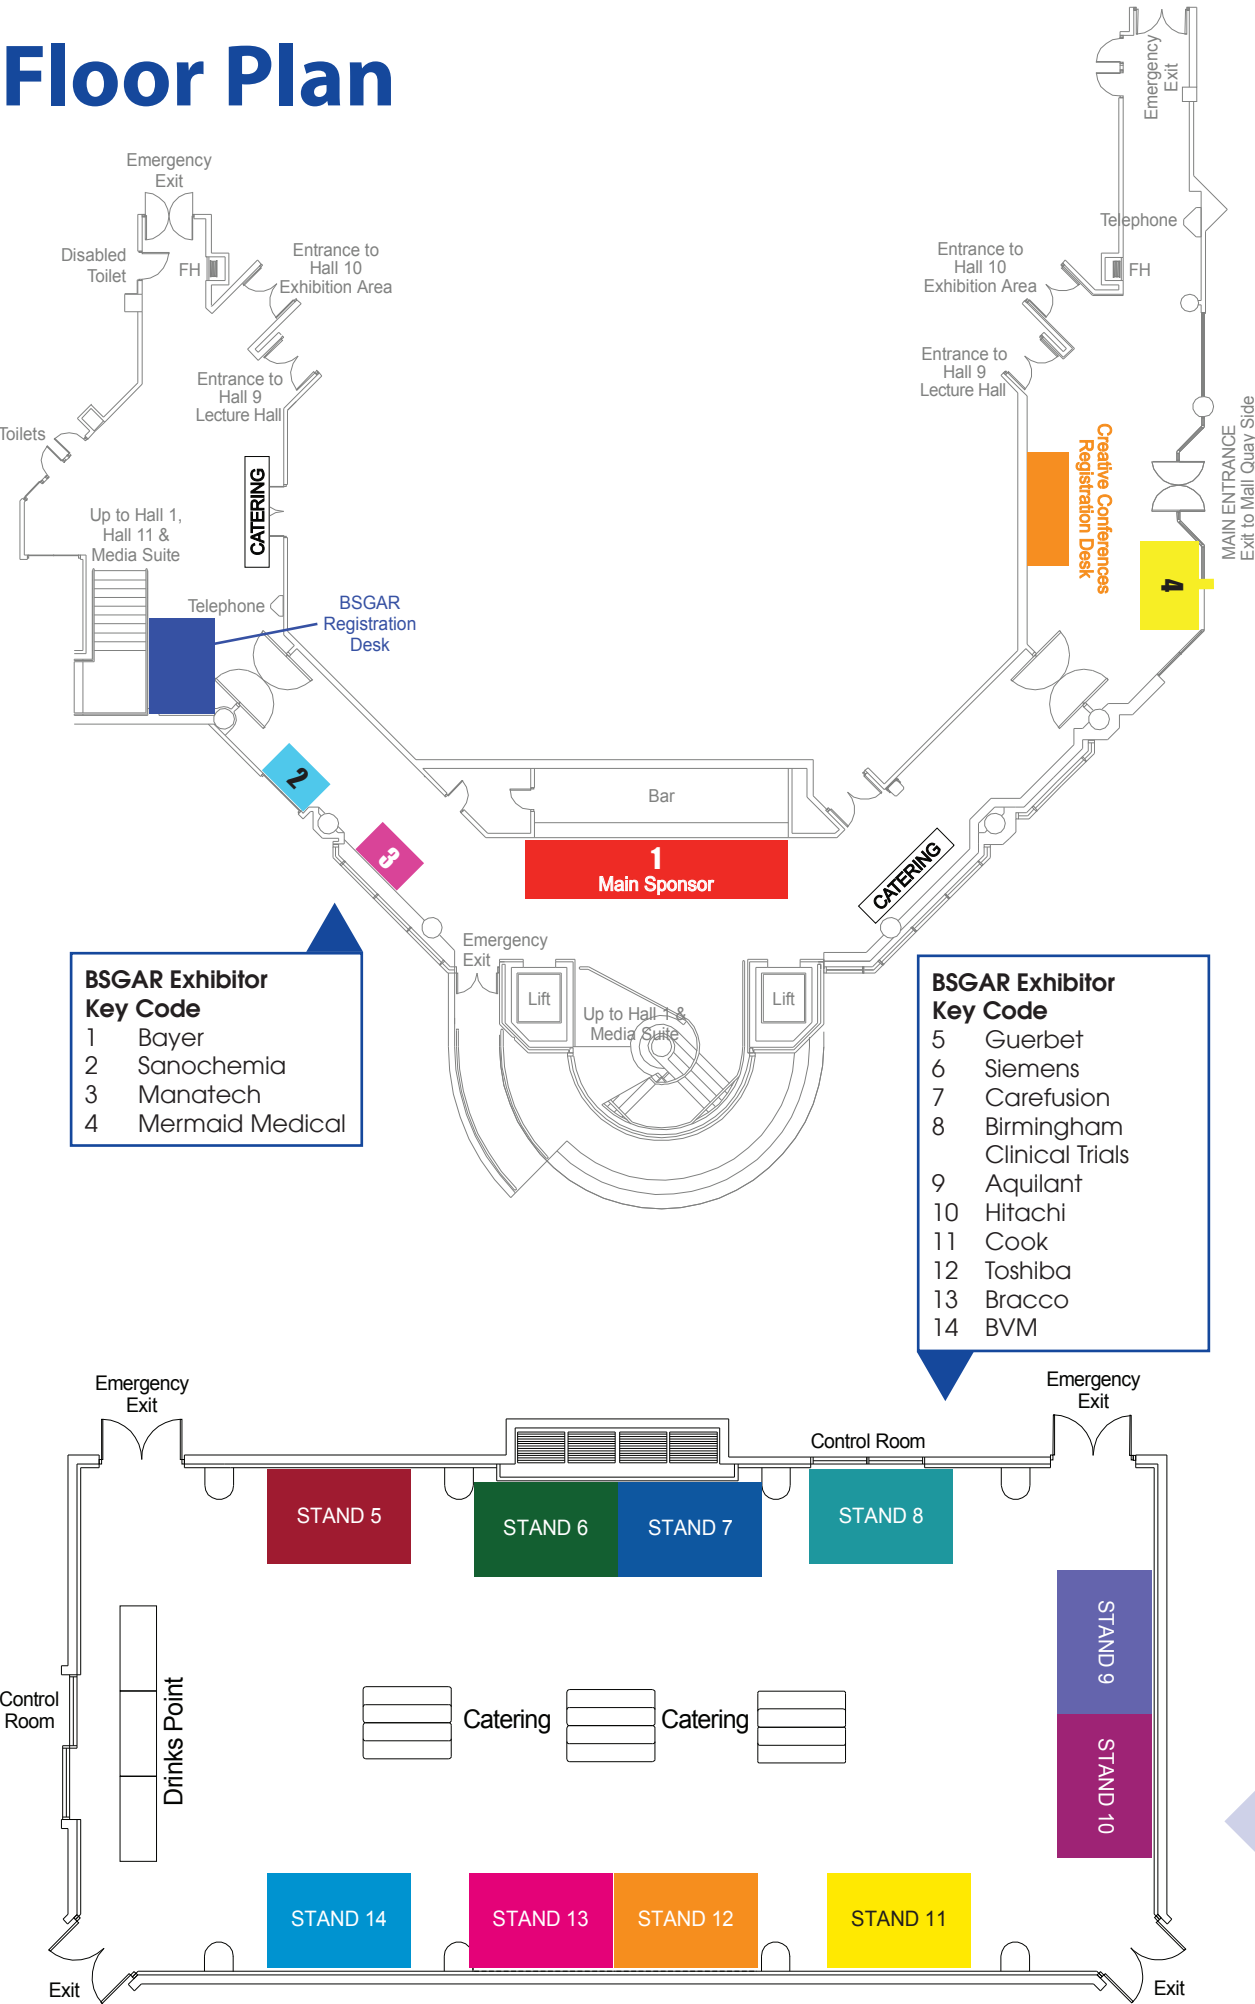 Floor Plan
Emergency
Exit
Emergency
Exit
Disabled
Toilet
FH
Entrance to
Hall 10
Exhibition Area
Telephone
Entrance to
Hall 10
Exhibition Area
FH
Entrance to
Hall 9
Lecture Hall
Entrance to
Hall 9
Lecture Hall
Toilets
CATERING
Creative Conferences
Registration Desk
MAIN ENTRANCE
Exit to Mall Quay Side
Up to Hall 1,
Hall 11 &
Media Suite
4
Telephone
BSGAR
Registration
Desk
2
Bar
3
1
Main Sponsor
CATERING
Emergency
Exit
Lift
Up to Hall 1 &
Media Suite
Lift
BSGAR Exhibitor
Key Code
1 Bayer
2 Sanochemia
3 Manatech
4 Mermaid Medical
BSGAR Exhibitor
Key Code
5 Guerbet
6 Siemens
7 Carefusion
8 Birmingham
Clinical Trials
9 Aquilant
10 Hitachi
11 Cook
12 Toshiba
13 Bracco
14 BVM
Emergency
Exit
Emergency
Exit
Control Room
STAND 5
STAND 6
STAND 7
STAND 8
STAND 9
STAND 10
Control
Room
Drinks Point
Catering
Catering
STAND 14
STAND 13
STAND 12
STAND 11
Exit
Exit